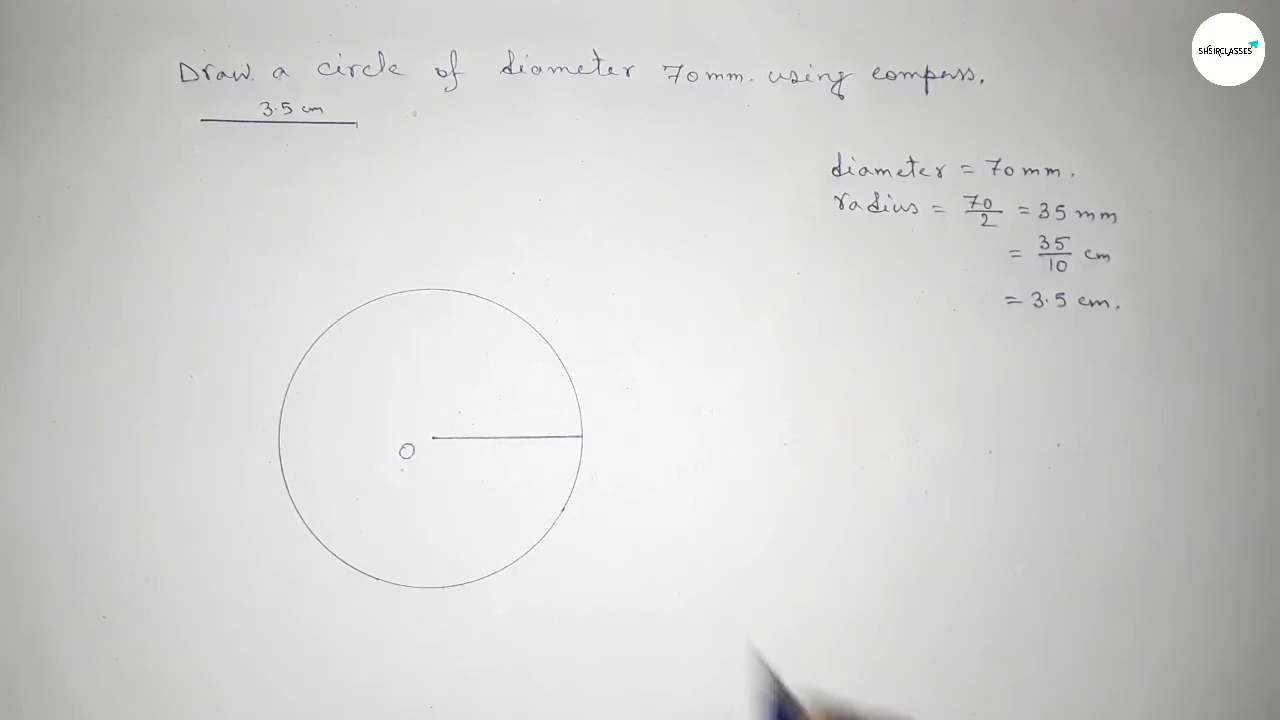 Draw a circle of diameter 70mm. using compass.
3.5 cm
diameter = 70mm.
radius = 70/2 = 35 mm
= 35/10 cm
= 3.5 cm.
O
SHSIRCLASSES